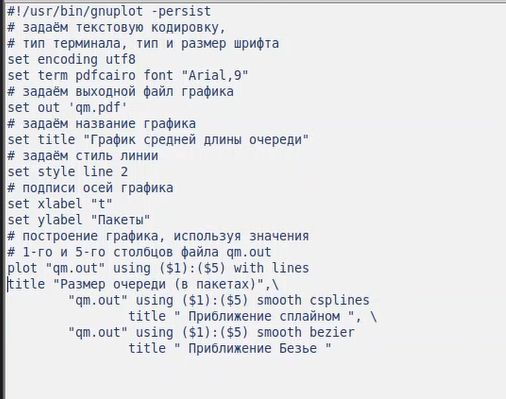 #!/usr/bin/gnuplot -persist
# задаём текстовую кодировку,
# тип терминала, тип и размер шрифта
set encoding utf8
set term pdfcairo font "Arial,9"
# задаём выходной файл графика
set out 'qm.pdf'
# задаём название графика
set title "График средней длины очереди"
# задаём стиль линии
set style line 2
# подписи осей графика
set xlabel "t"
set ylabel "Пакеты"
# построение графика, используя значения
# 1-го и 5-го столбцов файла qm.out
plot "qm.out" using ($1):($5) with lines
title "Размер очереди (в пакетах)",\
        "qm.out" using ($1):($5) smooth csplines
                title " Приближение сплайном ", \
        "qm.out" using ($1):($5) smooth bezier
                title " Приближение Безье "